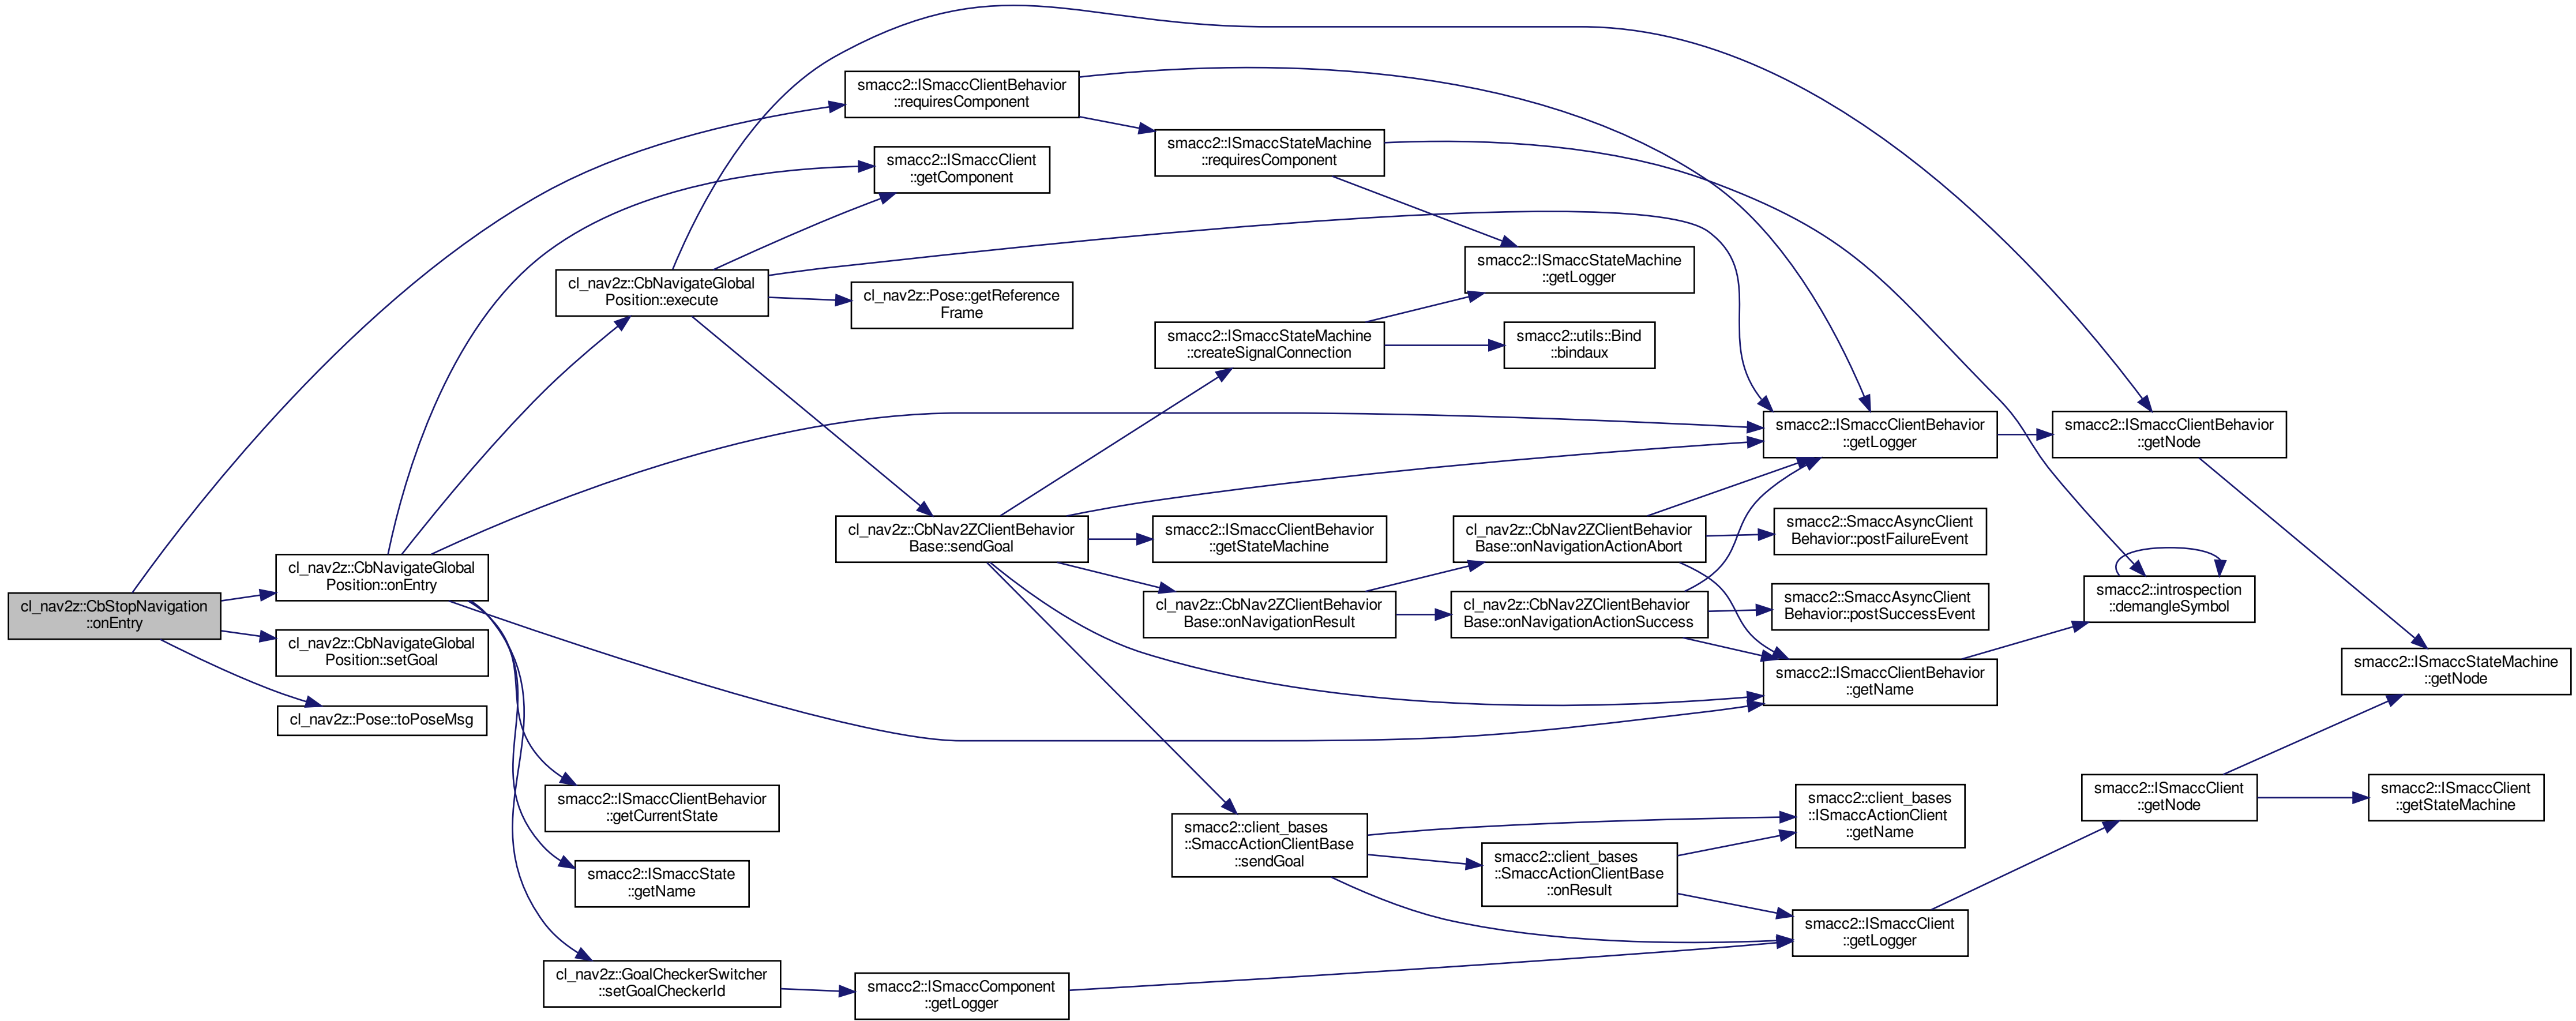 cl_nav2z::CbStopNavigation
::onEntry
cl_nav2z::CbNavigateGlobal
Position::onEntry
cl_nav2z::CbNavigateGlobal
Position::setGoal
cl_nav2z::Pose::toPoseMsg
cl_nav2z::CbNavigateGlobal
Position::execute
smacc2::ISmaccClientBehavior
::getCurrentState
smacc2::ISmaccState
::getName
cl_nav2z::GoalCheckerSwitcher
::setGoalCheckerId
smacc2::ISmaccClientBehavior
::requiresComponent
smacc2::ISmaccClient
::getComponent
cl_nav2z::Pose::getReference
Frame
cl_nav2z::CbNav2ZClientBehavior
Base::sendGoal
smacc2::ISmaccComponent
::getLogger
smacc2::ISmaccStateMachine
::requiresComponent
smacc2::ISmaccStateMachine
::createSignalConnection
smacc2::ISmaccClientBehavior
::getStateMachine
cl_nav2z::CbNav2ZClientBehavior
Base::onNavigationResult
smacc2::client_bases
::SmaccActionClientBase
::sendGoal
smacc2::ISmaccStateMachine
::getLogger
smacc2::utils::Bind
::bindaux
cl_nav2z::CbNav2ZClientBehavior
Base::onNavigationActionAbort
cl_nav2z::CbNav2ZClientBehavior
Base::onNavigationActionSuccess
smacc2::client_bases
::SmaccActionClientBase
::onResult
smacc2::ISmaccClientBehavior
::getLogger
smacc2::SmaccAsyncClient
Behavior::postFailureEvent
smacc2::SmaccAsyncClient
Behavior::postSuccessEvent
smacc2::ISmaccClientBehavior
::getName
smacc2::client_bases
::ISmaccActionClient
::getName
smacc2::ISmaccClient
::getLogger
smacc2::ISmaccClientBehavior
::getNode
smacc2::introspection
::demangleSymbol
smacc2::ISmaccClient
::getNode
smacc2::ISmaccStateMachine
::getNode
smacc2::ISmaccClient
::getStateMachine